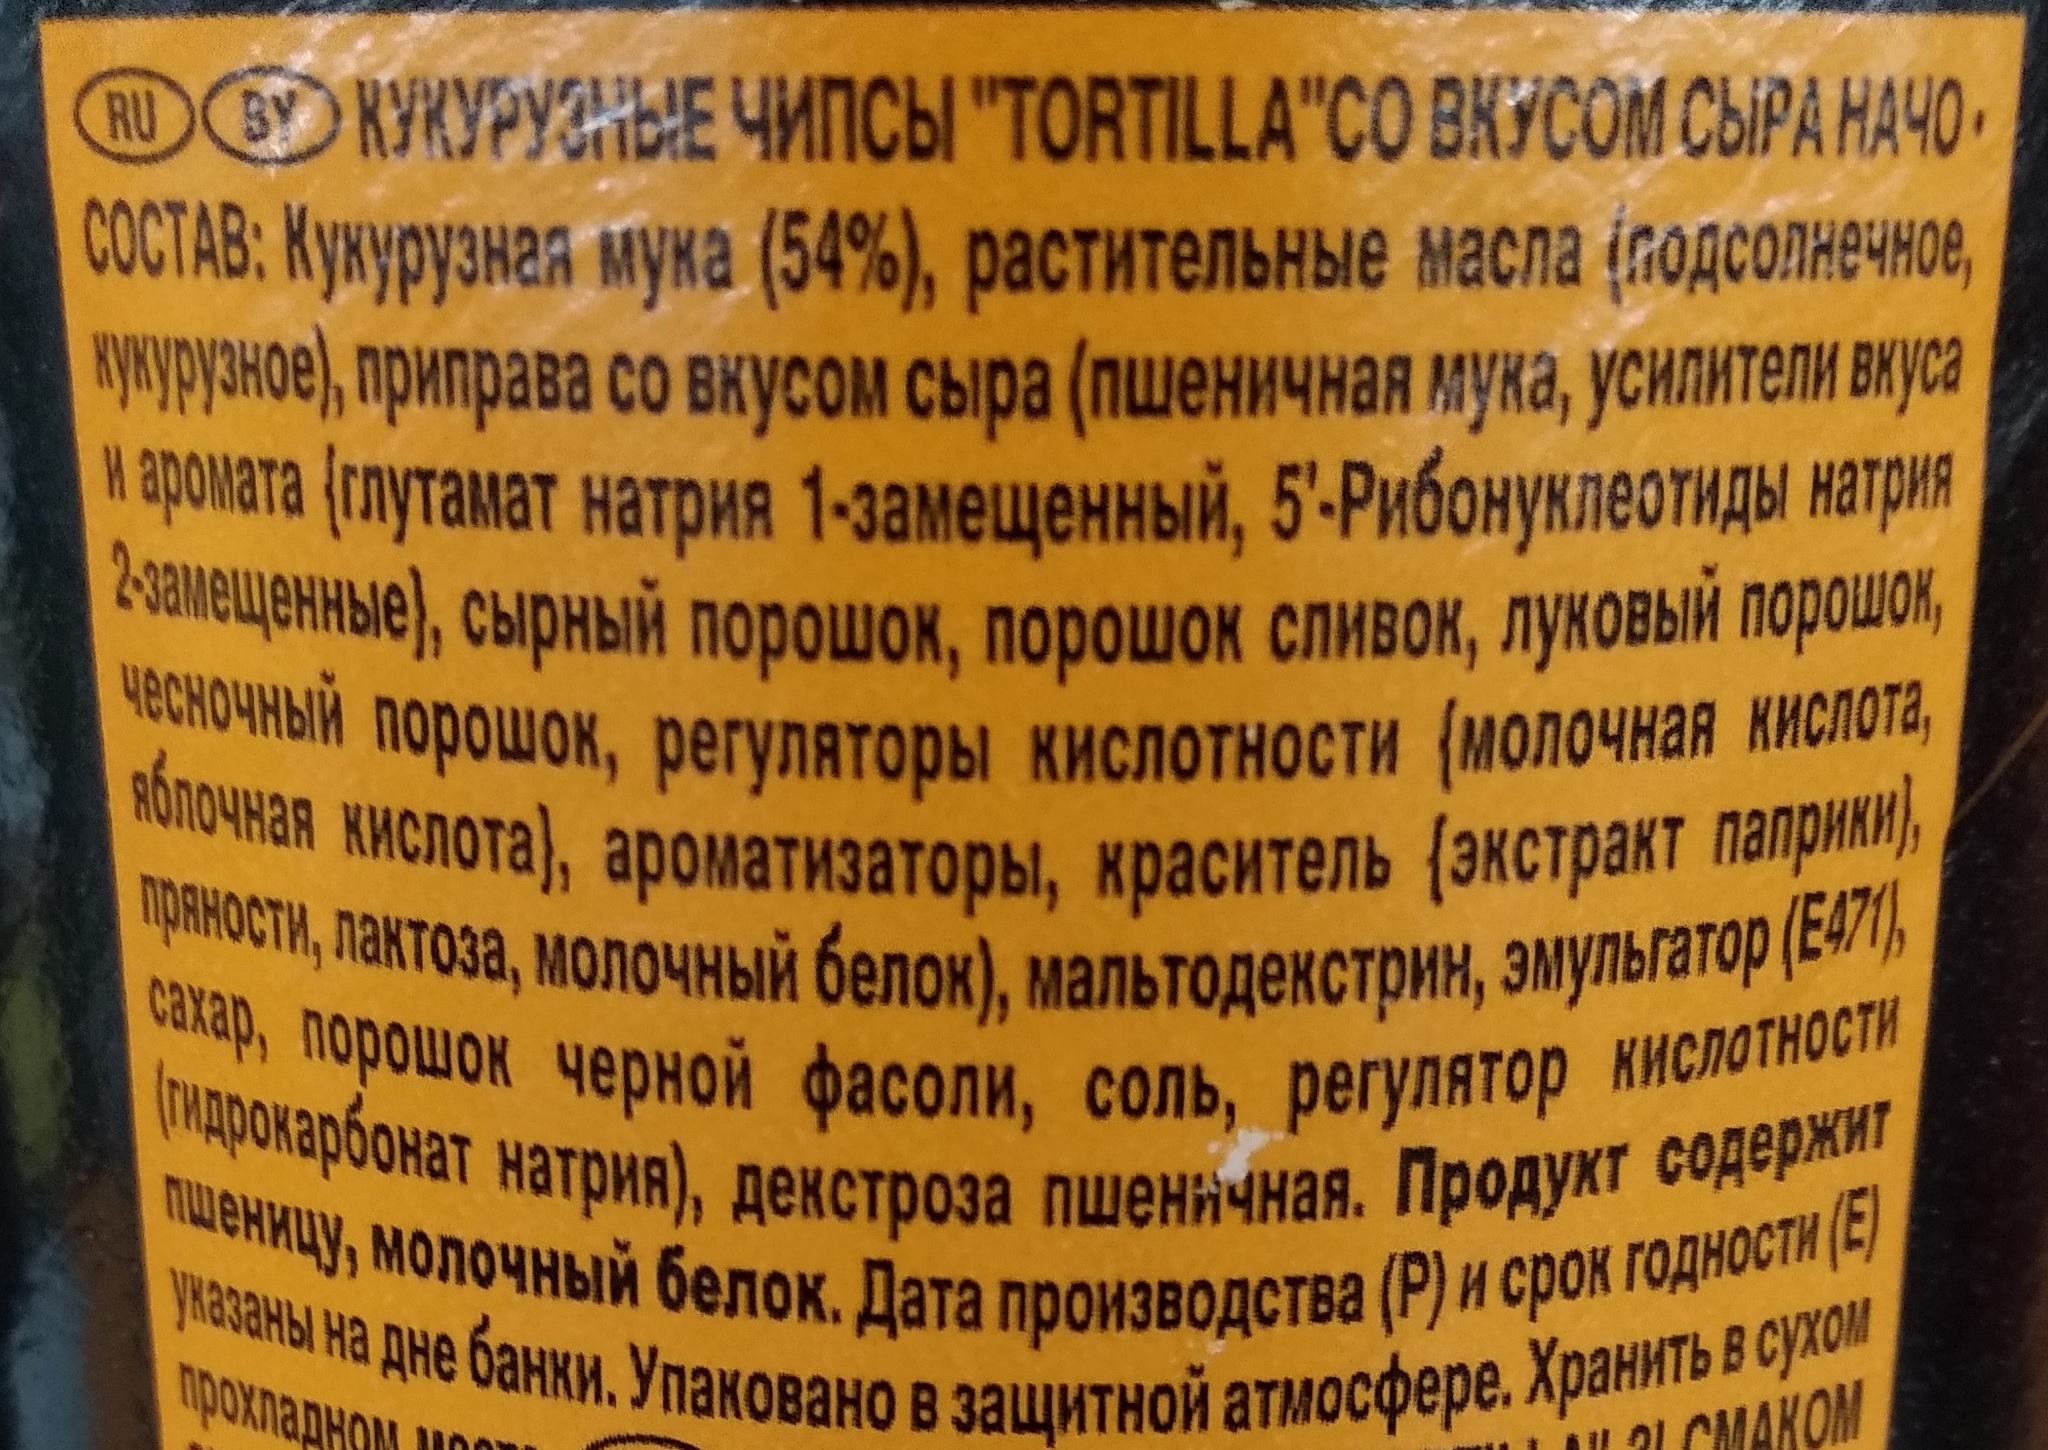 RU BY КУКУРУЗНЫЕ ЧИПСЫ "TORTILLA"СО ВКУСОМ СЫРА НАЧО •
СОСТАВ: Кукурузная мука (54%), растительные масла (подсолнечное,
кукурузное), приправа со вкусом сыра (пшеничная мука, усилители вкуса
и аромата {глутамат натрия 1-замещенный, 5'-Рибонуклеотиды натрия
2-замещенные}, сырный порошок, порошок сливок, луковый порошок,
чесночный порошок, регуляторы кислотности {молочная кислота,
яблочная кислота}, ароматизаторы, краситель {экстракт паприки},
пряности, лактоза, молочный белок), мальтодекстрин, эмульгатор (E471),
сахар, порошок черной фасоли, соль, регулятор кислотности
(гидрокарбонат натрия), декстроза пшеничная. Продукт содержит
пшеницу, молочный белок. Дата производства (P) и срок годности (E)
указаны на дне банки. Упаковано в защитной атмосфере. Хранить в сухом
прохладном ЗІ СМАКОМ